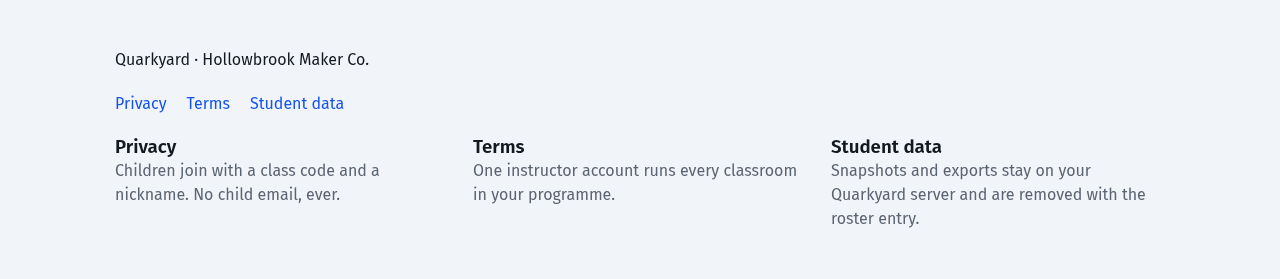 Quarkyard · Hollowbrook Maker Co.
Privacy Terms Student data
Privacy
Children join with a class code and a
nickname. No child email, ever.
Terms
One instructor account runs every classroom
in your programme.
Student data
Snapshots and exports stay on your
Quarkyard server and are removed with the
roster entry.